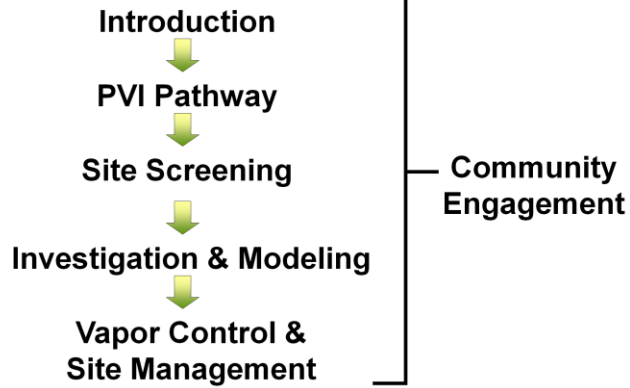 Introduction
PVI Pathway
Site Screening
Investigation & Modeling
Vapor Control &
Site Management
Community
Engagement